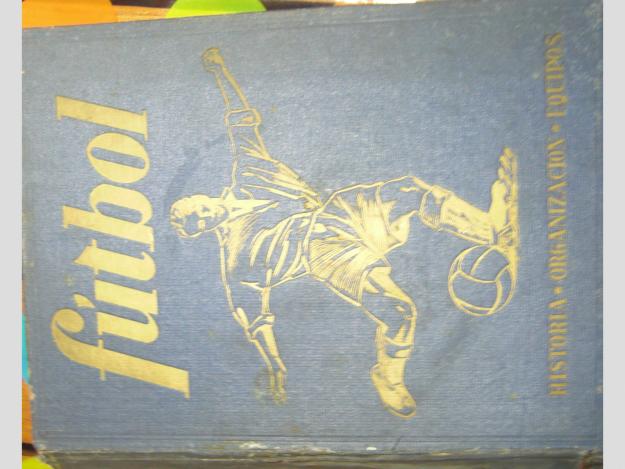 fútbol
HISTORIA • ORGANIZACION • EQUIPOS